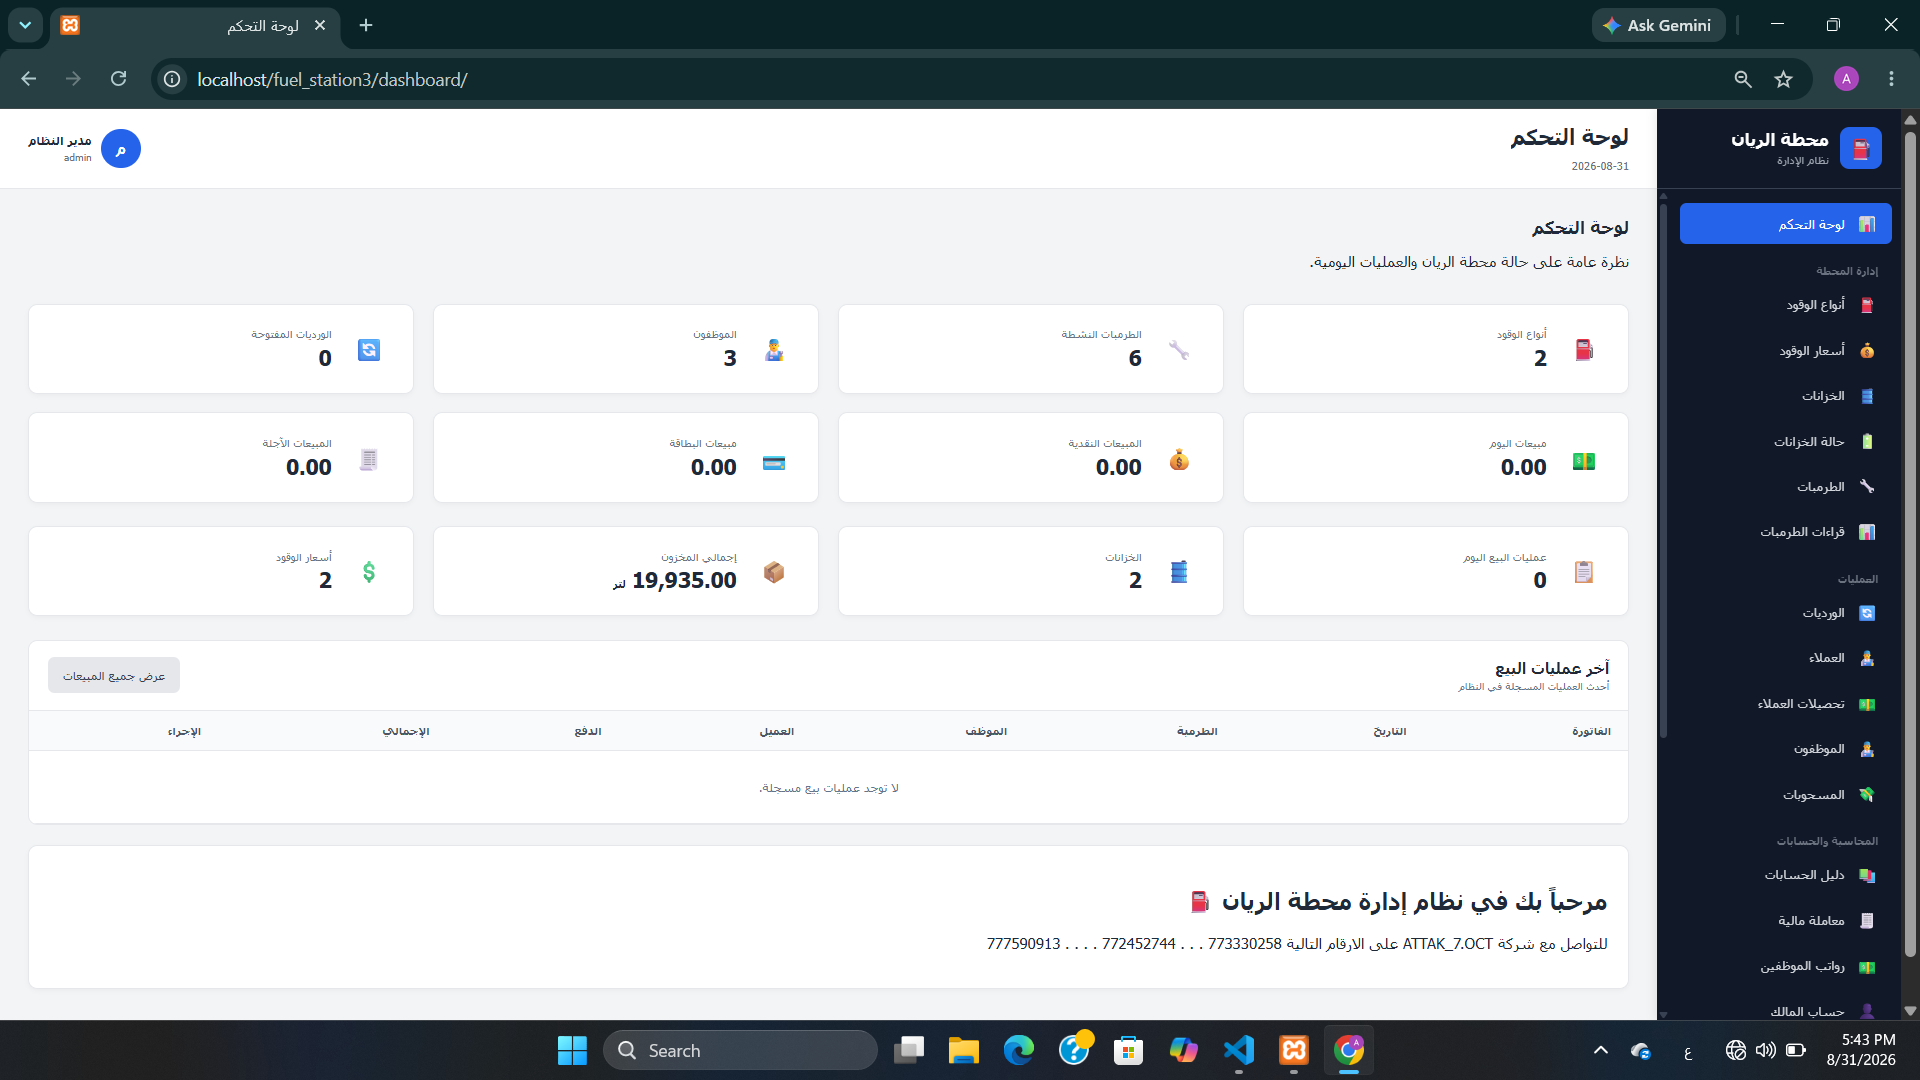 لوحة التحكم
Ask Gemini
localhost/fuel_station3/dashboard/
A
محطة الريان
نظام الإدارة
لوحة التحكم
إدارة المحطة
أنواع الوقود
أسعار الوقود
الخزانات
حالة الخزانات
الطرمبات
قراءات الطرمبات
العمليات
الورديات
العملاء
تحصيلات العملاء
الموظفون
المسحوبات
المحاسبة والحسابات
دليل الحسابات
معاملة مالية
رواتب الموظفين
حساب المالك
لوحة التحكم
2026-08-31
م
مدير النظام
admin
لوحة التحكم
نظرة عامة على حالة محطة الريان والعمليات اليومية.
أنواع الوقود
2
الطرمبات النشطة
6
الموظفون
3
الورديات المفتوحة
0
مبيعات اليوم
0.00
المبيعات النقدية
0.00
مبيعات البطاقة
0.00
المبيعات الآجلة
0.00
عمليات البيع اليوم
0
الخزانات
2
إجمالي المخزون
19,935.00 لتر
أسعار الوقود
2
آخر عمليات البيع
أحدث العمليات المسجلة في النظام
عرض جميع المبيعات
الفاتورة التاريخ الطرمبة الموظف العميل الدفع الإجمالي الإجراء
لا توجد عمليات بيع مسجلة.
مرحباً بك في نظام إدارة محطة الريان
للتواصل مع شركة ATTAK_7.OCT على الارقام التالية 773330258 . . . 772452744 . . . . 777590913
Search
ع
5:43 PM
8/31/2026